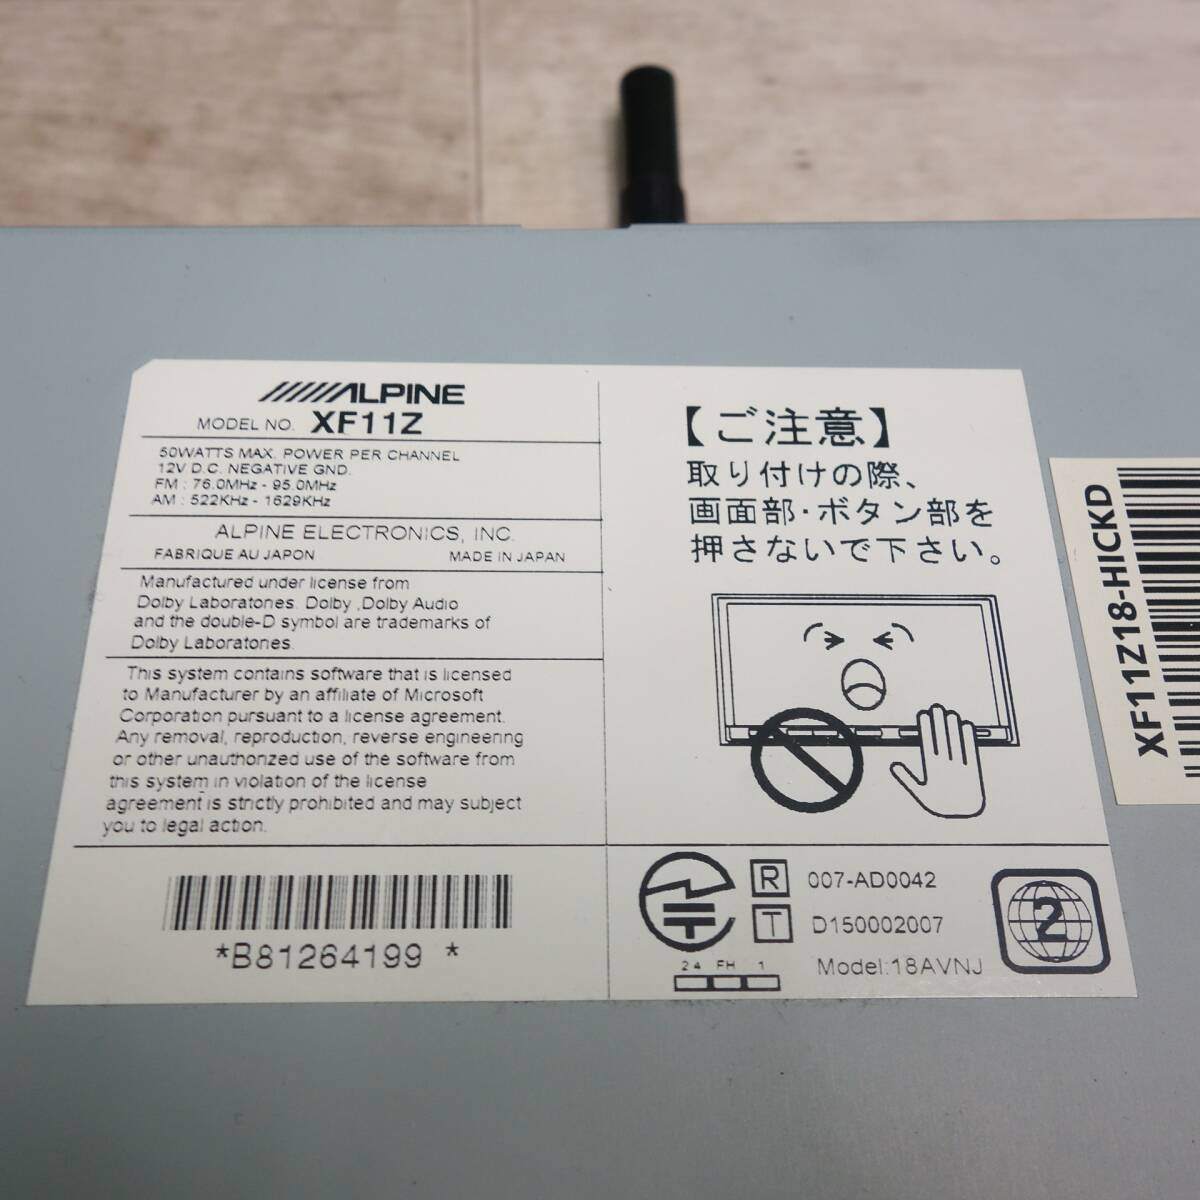 ALPINE
MODEL NO. XF11Z
50WATTS MAX. POWER PER CHANNEL
12V D.C. NEGATIVE GND.
FM : 76.0MHz - 95.0MHz
AM : 522KHz - 1629KHz
ALPINE ELECTRONICS, INC.
FABRIQUE AU JAPON MADE IN JAPAN
Manufactured under license from
Dolby Laboratories. Dolby ,Dolby Audio
and the double-D symbol are trademarks of
Dolby Laboratories.
This system contains software that is licensed
to Manufacturer by an affiliate of Microsoft
Corporation pursuant to a license agreement.
Any removal, reproduction, reverse engineering
or other unauthorized use of the software from
this system in violation of the license
agreement is strictly prohibited and may subject
you to legal action.
*B81264199 *
【ご注意】
取り付けの際、
画面部・ボタン部を
押さないで下さい。
R 007-AD0042
T D150002007
2.4 FH 1
Model:18AVNJ
2
XF11Z18-HICKD